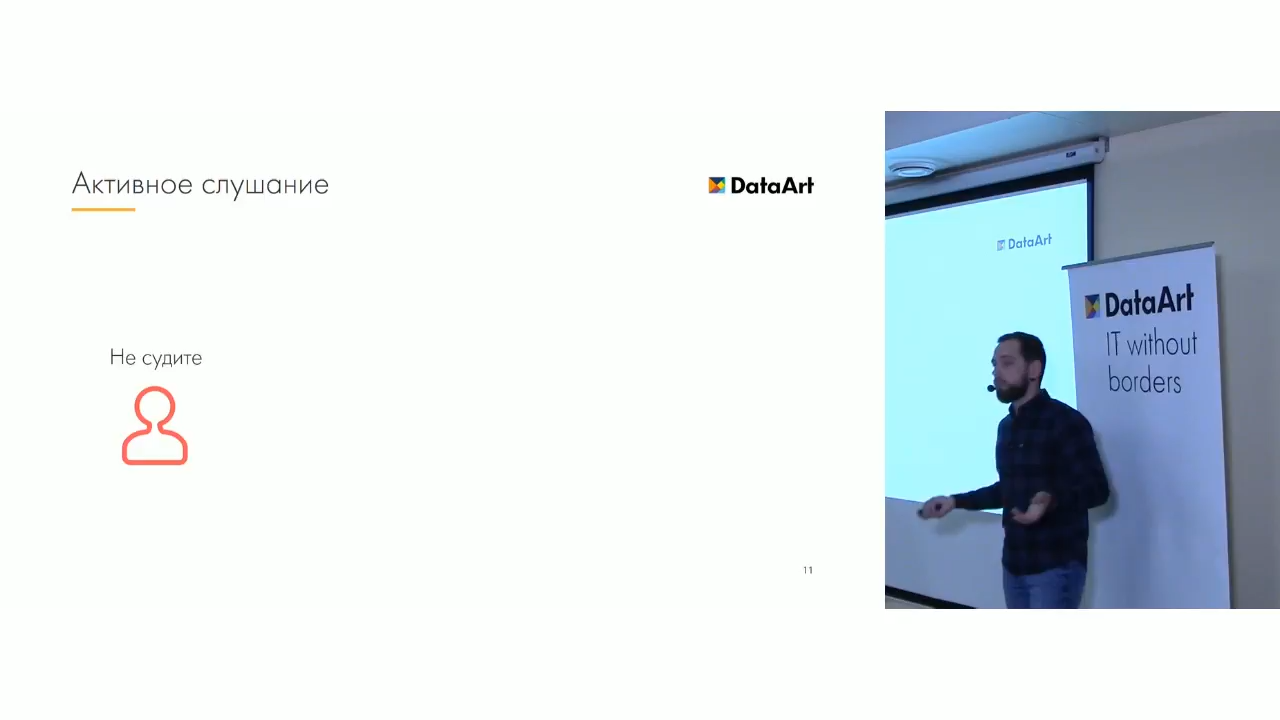 Активное слушание
DataArt
Не судите
11
DataArt
DataArt
IT without
borders